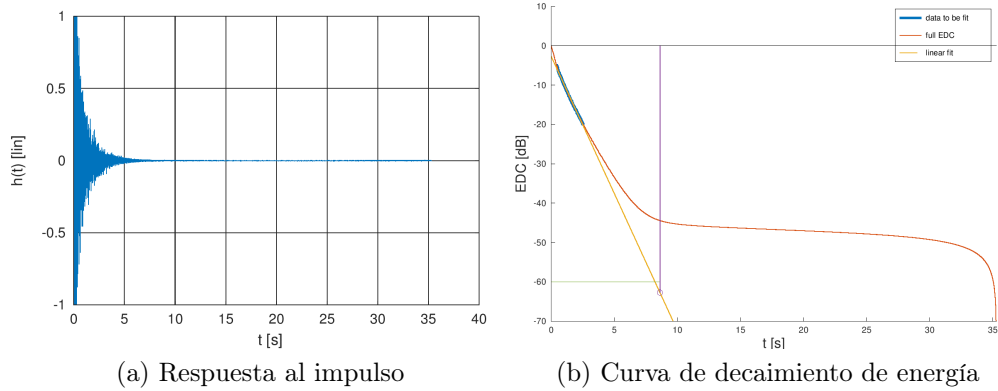 1
0.5
0
-0.5
-1
h(t) [lin]
0 5 10 15 20 25 30 35 40
t [s]
(a) Respuesta al impulso
data to be fit
full EDC
linear fit
10
0
-10
-20
-30
-40
-50
-60
-70
EDC [dB]
0 5 10 15 20 25 30 35
t [s]
(b) Curva de decaimiento de energía